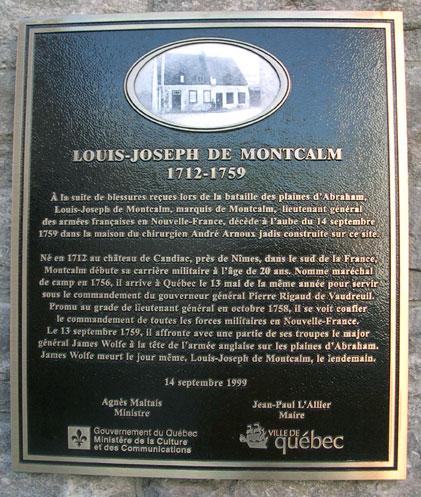 LOUIS-JOSEPH DE MONTCALM
1712-1759
À la suite de blessures reçues lors de la bataille des plaines d'Abraham,
Louis-Joseph de Montcalm, marquis de Montcalm, lieutenant général
des armées françaises en Nouvelle-France, décède à l'aube du 14 septembre
1759 dans la maison du chirurgien André Arnoux jadis construite sur ce site.
Né en 1712 au château de Candiac, près de Nîmes, dans le sud de la France,
Montcalm débute sa carrière militaire à l'âge de 20 ans. Nommé maréchal
de camp en 1756, il arrive à Québec le 13 mai de la même année pour servir
sous le commandement du gouverneur général Pierre Rigaud de Vaudreuil.
Promu au grade de lieutenant général en octobre 1758, il se voit confier
le commandement de toutes les forces militaires en Nouvelle-France.
Le 13 septembre 1759, il affronte avec une partie de ses troupes le major
général James Wolfe à la tête de l'armée anglaise sur les plaines d'Abraham.
James Wolfe meurt le jour même, Louis-Joseph de Montcalm, le lendemain.
14 septembre 1999
Agnès Maltais
Ministre
Jean-Paul L'Allier
Maire
Gouvernement du Québec
Ministère de la Culture
et des Communications
VILLE DE
québec